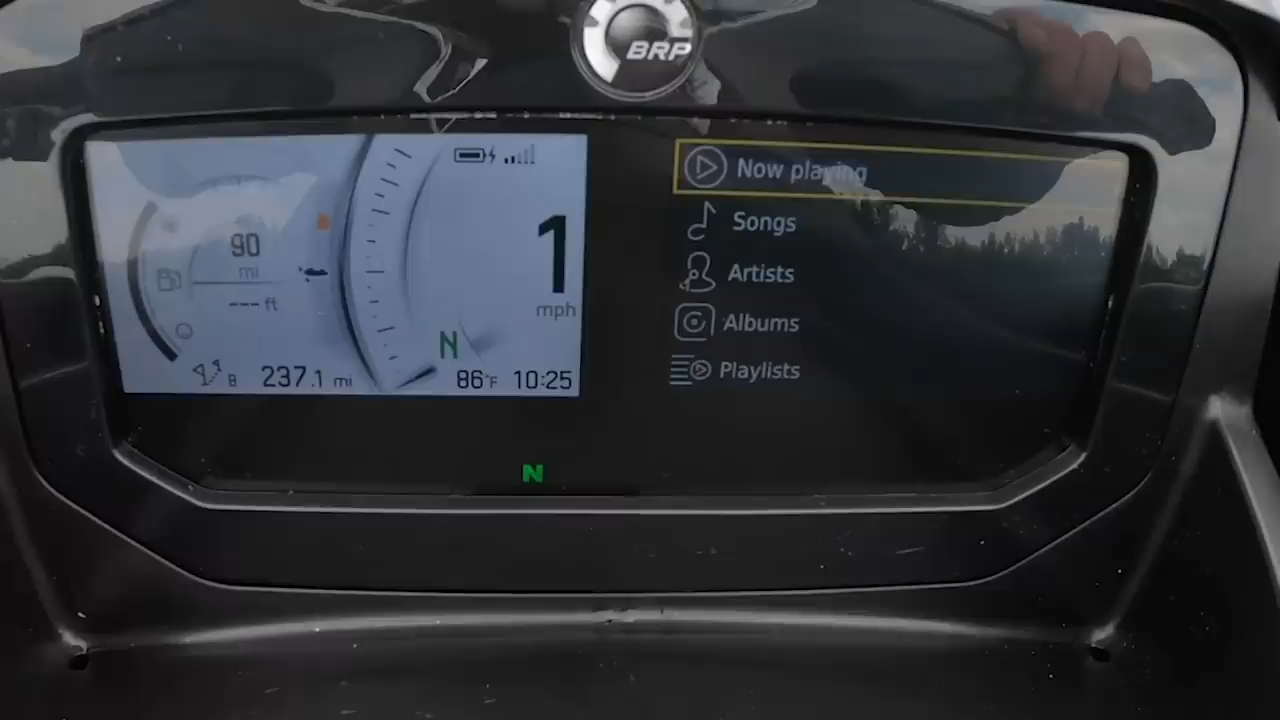 BRP
90
mi
--- ft
1
mph
N
B 237.1 mi
86°F 10:25
N
Now playing
Songs
Artists
Albums
Playlists